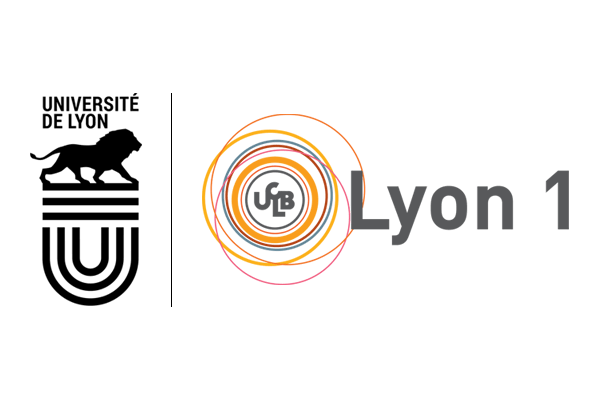 UNIVERSITÉ
DE LYON
UCLB
Lyon 1